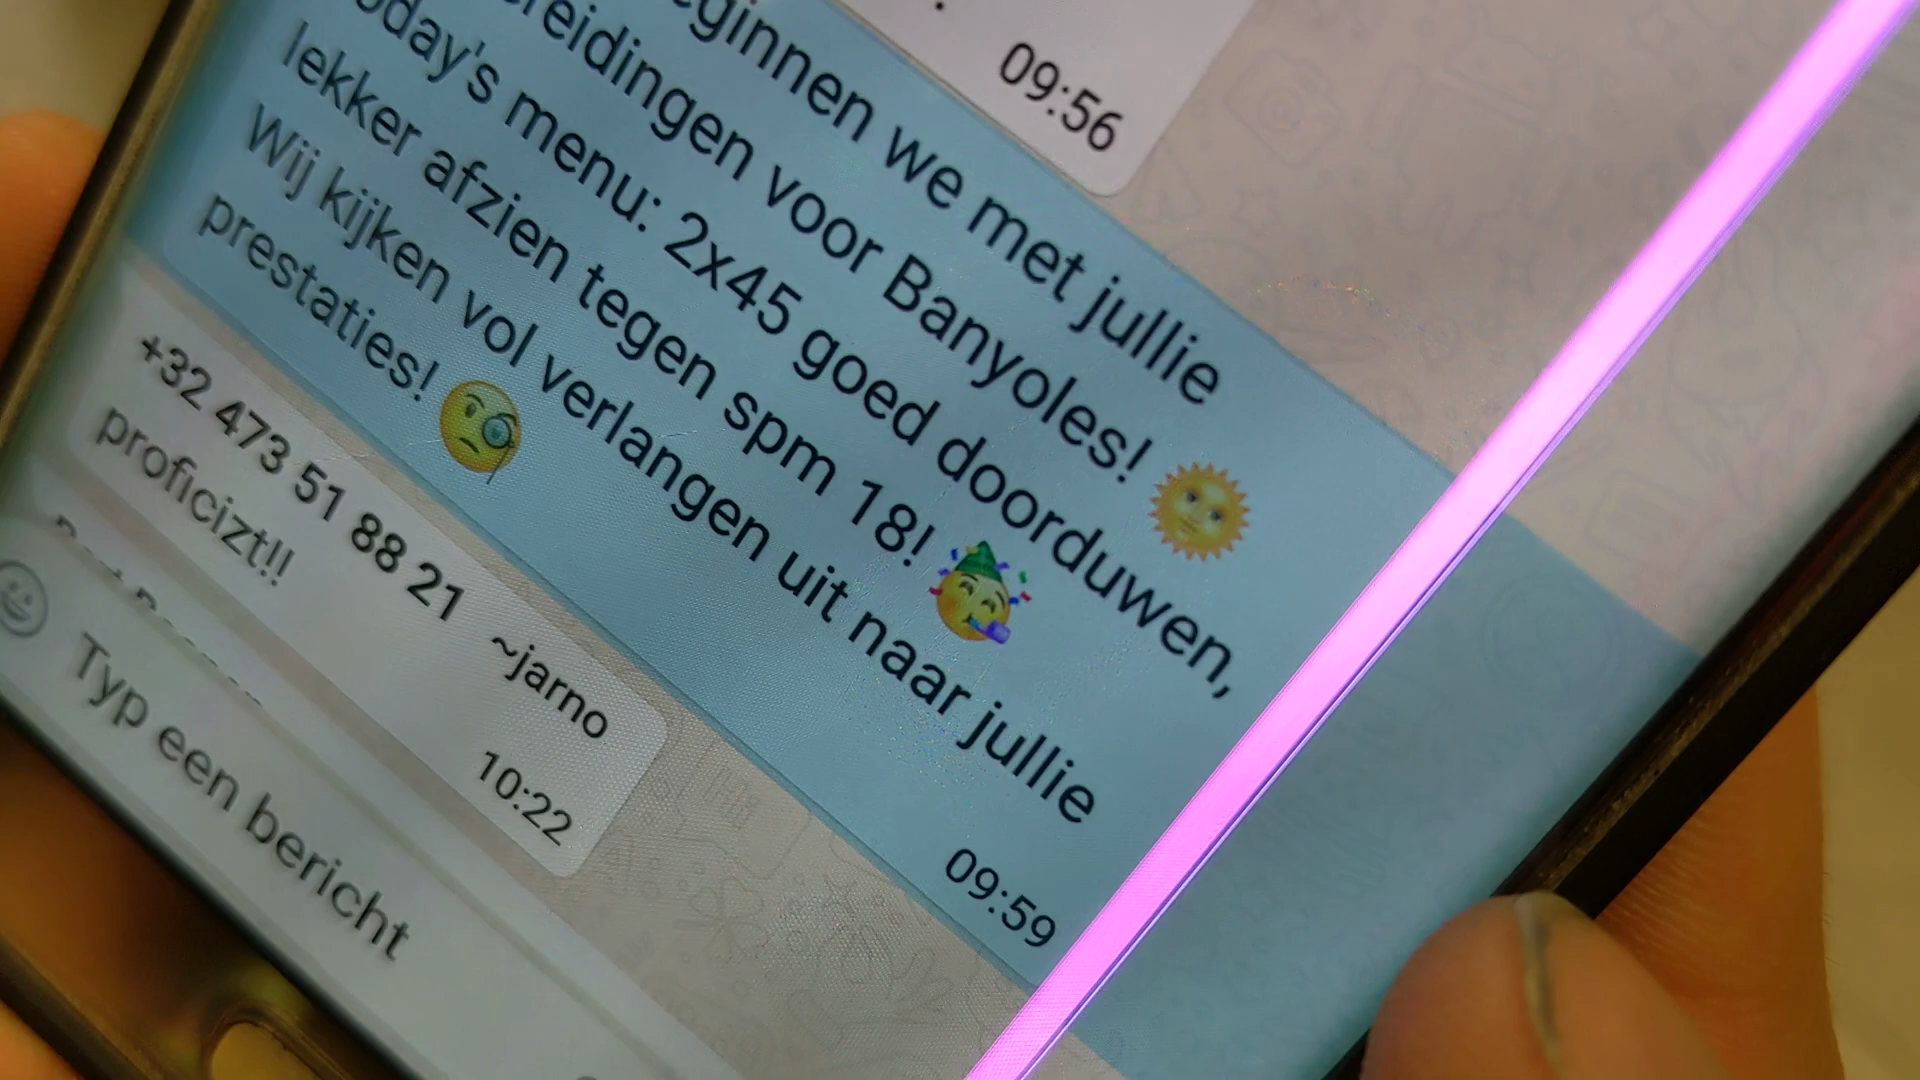 09:56
beginnen we met jullie
voor Banyoles! 🌞
today's menu: 2x45 goed doorduwen,
lekker afzien tegen spm 18! 🥳
Wij kijken vol verlangen uit naar jullie
prestaties! 🧐
09:59
+32 473 51 88 21 ~jarno
proficizt!!
10:22
Typ een bericht